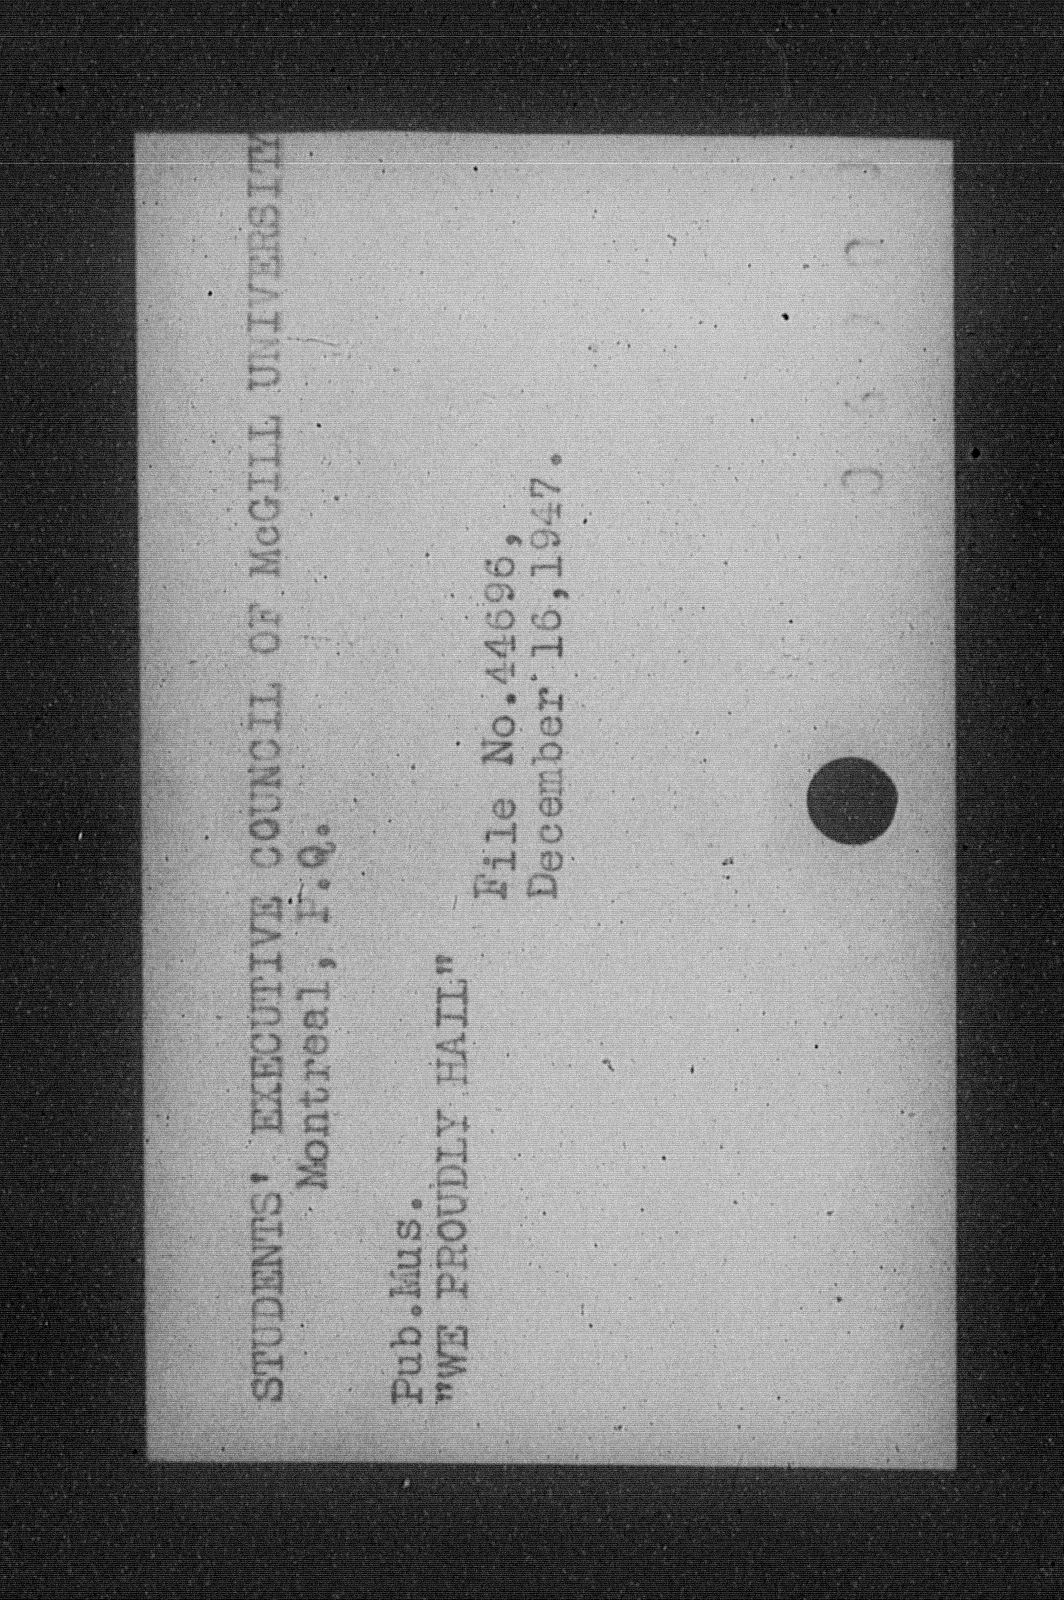 STUDENTS' EXECUTIVE COUNCIL OF McGILL UNIVERSITY
Montreal, P.Q.
Pub.Mus.
"WE PROUDLY HAIL"
File No.44696,
December 16,1947.